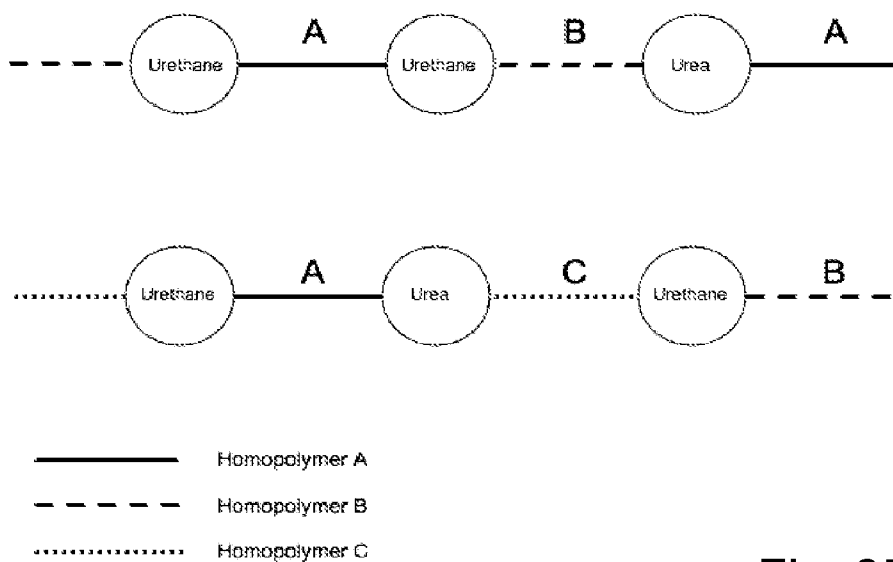 A B A
Urethane Urethane Urea
A C B
Urethane Urea Urethane
Homopolymer A
Homopolymer B
Homopolymer C